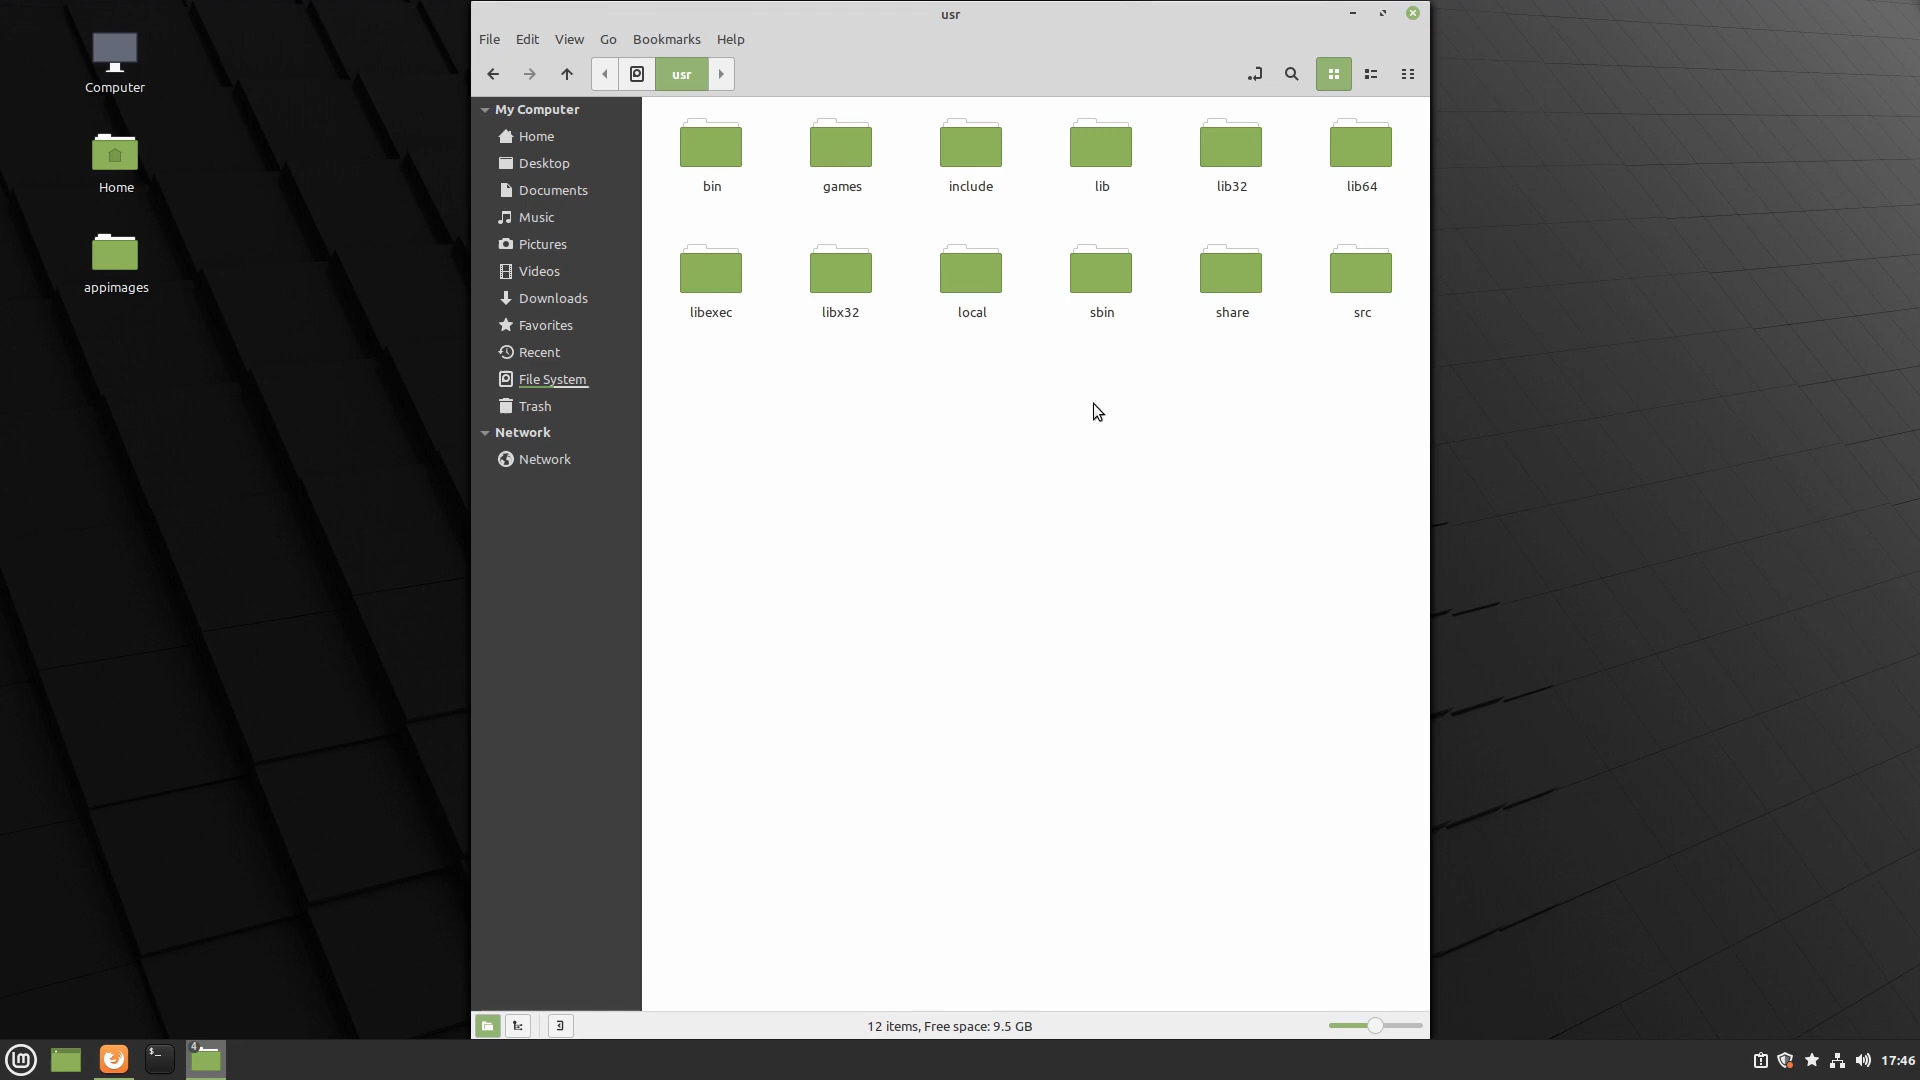 usr
File Edit View Go Bookmarks Help
usr
Computer
Home
appimages
My Computer
Home
Desktop
Documents
Music
Pictures
Videos
Downloads
Favorites
Recent
File System
Trash
Network
Network
bin games include lib lib32 lib64
libexec libx32 local sbin share src
12 items, Free space: 9.5 GB
lm
$_
4
17:46